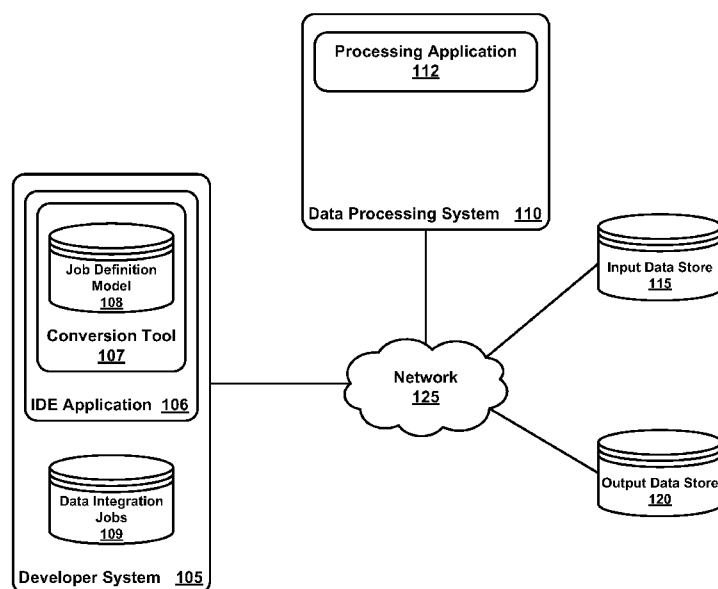 Processing Application
112
Data Processing System 110
Job Definition
Model
108
Conversion Tool
107
IDE Application 106
Data Integration
Jobs
109
Developer System 105
Network
125
Input Data Store
115
Output Data Store
120